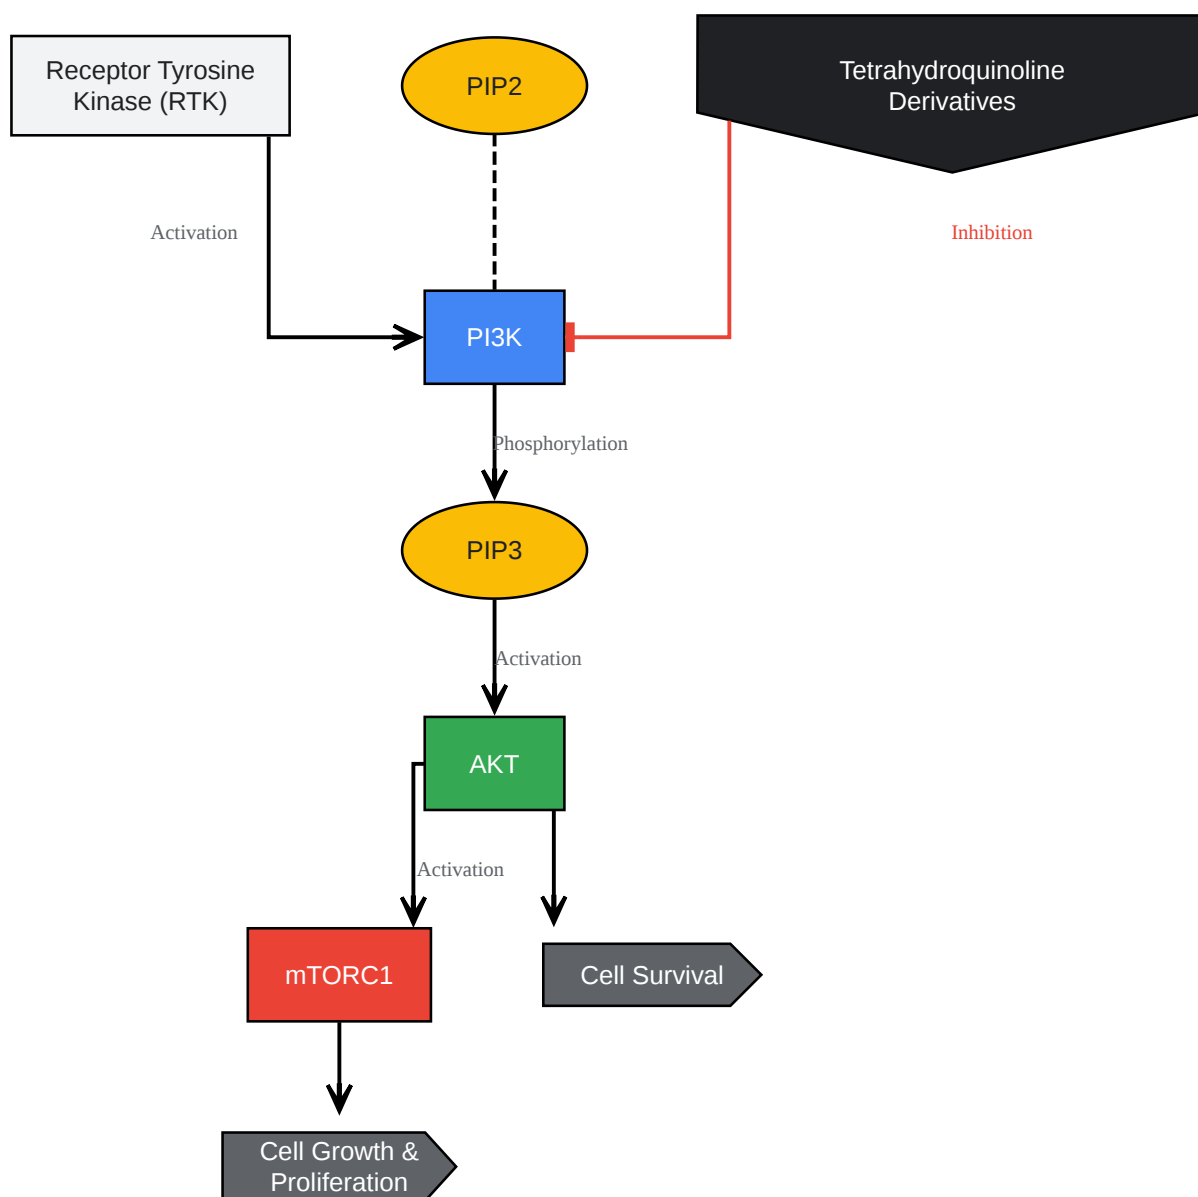 Receptor Tyrosine
Kinase (RTK)
PIP2
Tetrahydroquinoline
Derivatives
Activation
Inhibition
PI3K
Phosphorylation
PIP3
Activation
AKT
Activation
mTORC1
Cell Survival
Cell Growth &
Proliferation